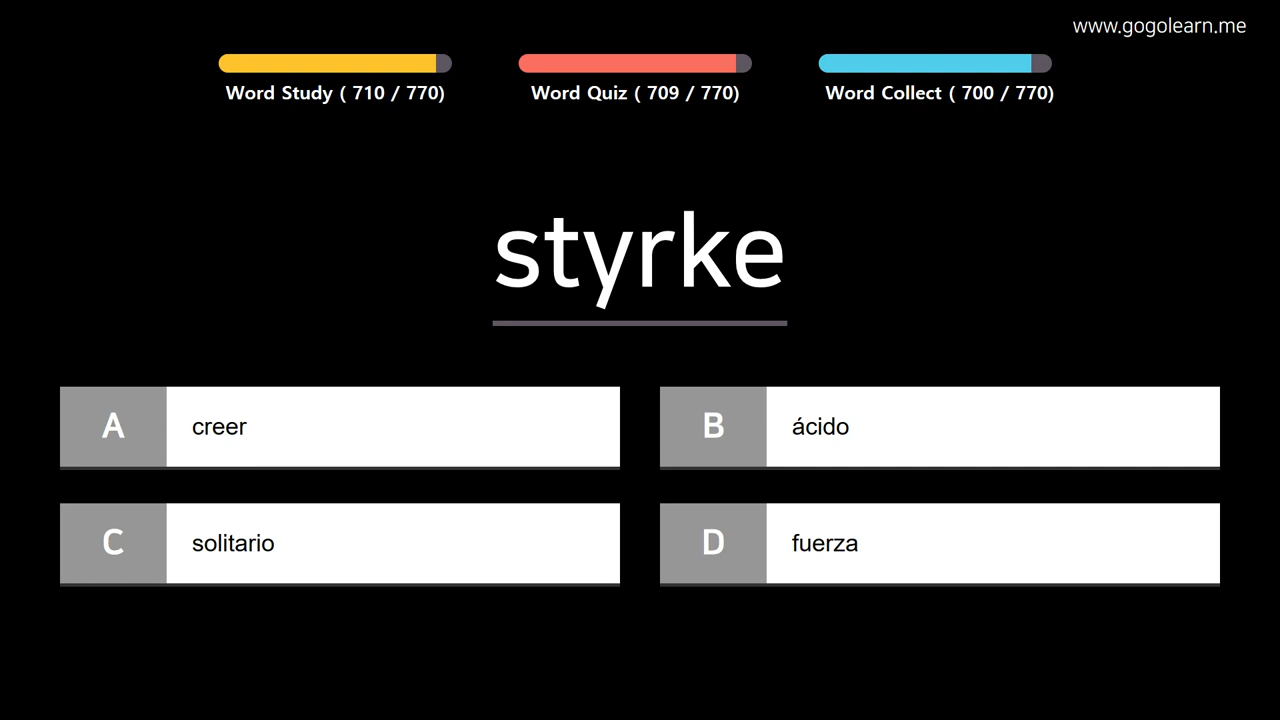 www.gogolearn.me
Word Study ( 710 / 770)
Word Quiz ( 709 / 770)
Word Collect ( 700 / 770)
styrke
A creer
B ácido
C solitario
D fuerza